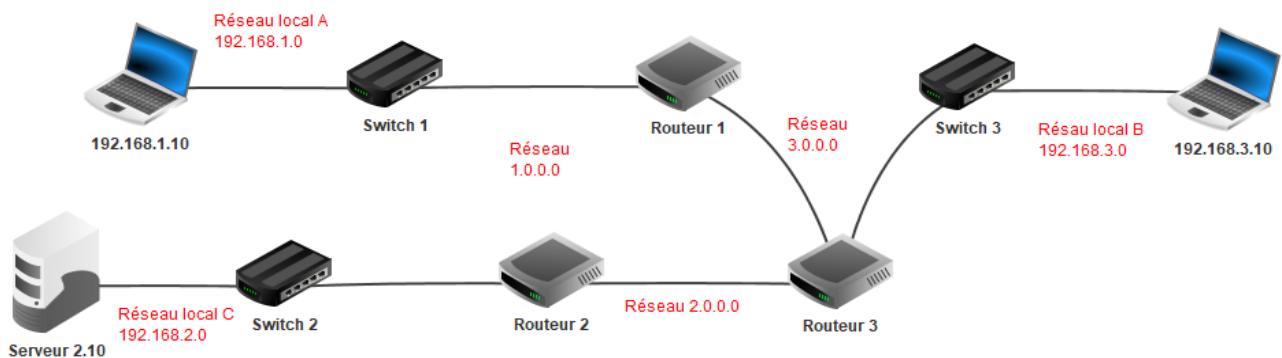 Réseau local A
192.168.1.0
192.168.1.10
Switch 1
Routeur 1
Réseau
3.0.0.0
Switch 3
Résau local B
192.168.3.0
192.168.3.10
Réseau
1.0.0.0
Serveur 2.10
Réseau local C
192.168.2.0
Switch 2
Routeur 2
Réseau 2.0.0.0
Routeur 3